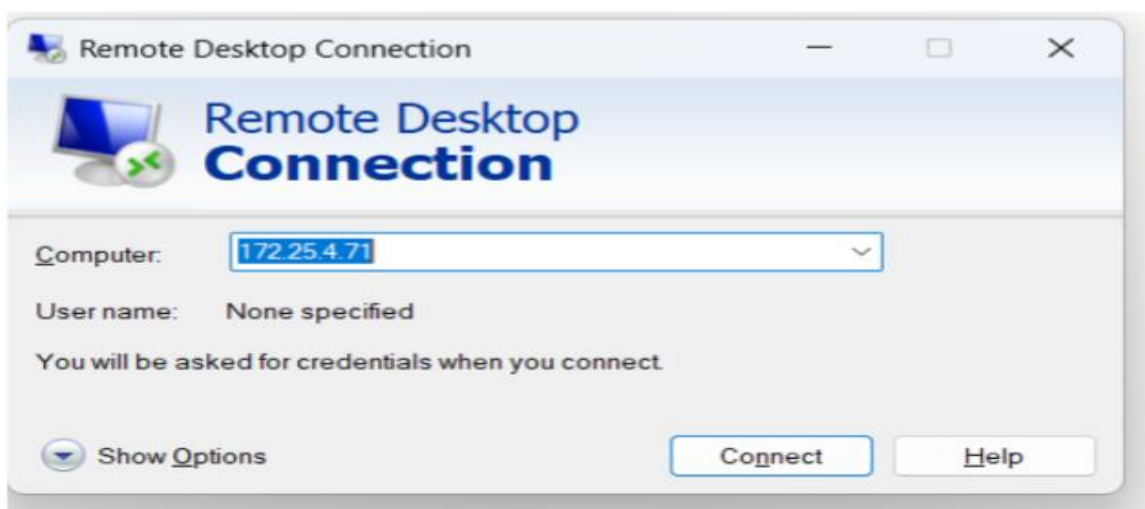 Remote Desktop Connection
Remote Desktop
Connection
Computer: 172.25.4.71
User name: None specified
You will be asked for credentials when you connect.
Show Options Connect Help